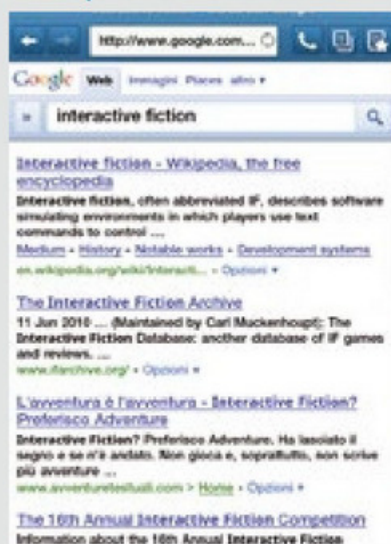 http://www.google.com...
Google Web Immagini Places altro ▾
interactive fiction
Interactive fiction - Wikipedia, the free
encyclopedia
Interactive fiction, often abbreviated IF, describes software
simulating environments in which players use text
commands to control ...
Medium - History - Notable works - Development systems
en.wikipedia.org/wiki/Interacti... - Opzioni ▾
The Interactive Fiction Archive
11 Jun 2010 ... (Maintained by Carl Muckenhoupt); The
Interactive Fiction Database: another database of IF games
and reviews. ...
www.ifarchive.org/ - Opzioni ▾
L'avventura è l'avventura - Interactive Fiction?
Preferisco Adventure
Interactive Fiction? Preferisco Adventure. Ha lasciato il
segno e se n'è andato. Non gioca e, soprattutto, non scrive
più avventure ...
www.avventuretestuali.com > Home - Opzioni ▾
The 16th Annual Interactive Fiction Competition
Information about the 16th Annual Interactive Fiction